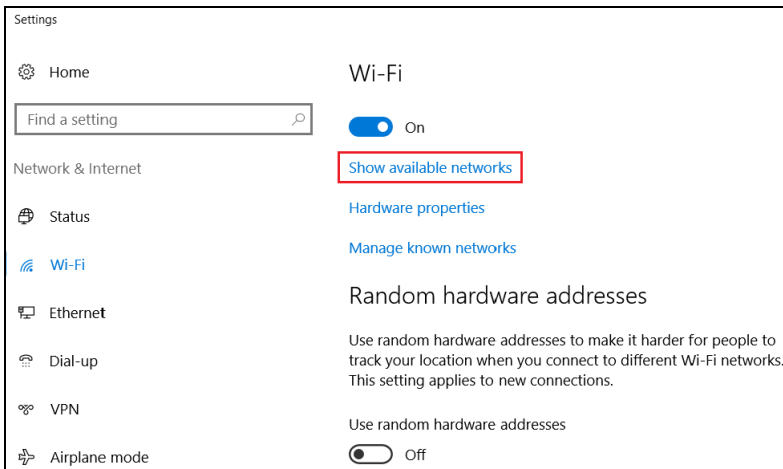 Settings
Home
Find a setting
Network & Internet
Status
Wi-Fi
Ethernet
Dial-up
VPN
Airplane mode
Wi-Fi
On
Show available networks
Hardware properties
Manage known networks
Random hardware addresses
Use random hardware addresses to make it harder for people to
track your location when you connect to different Wi-Fi networks.
This setting applies to new connections.
Use random hardware addresses
Off